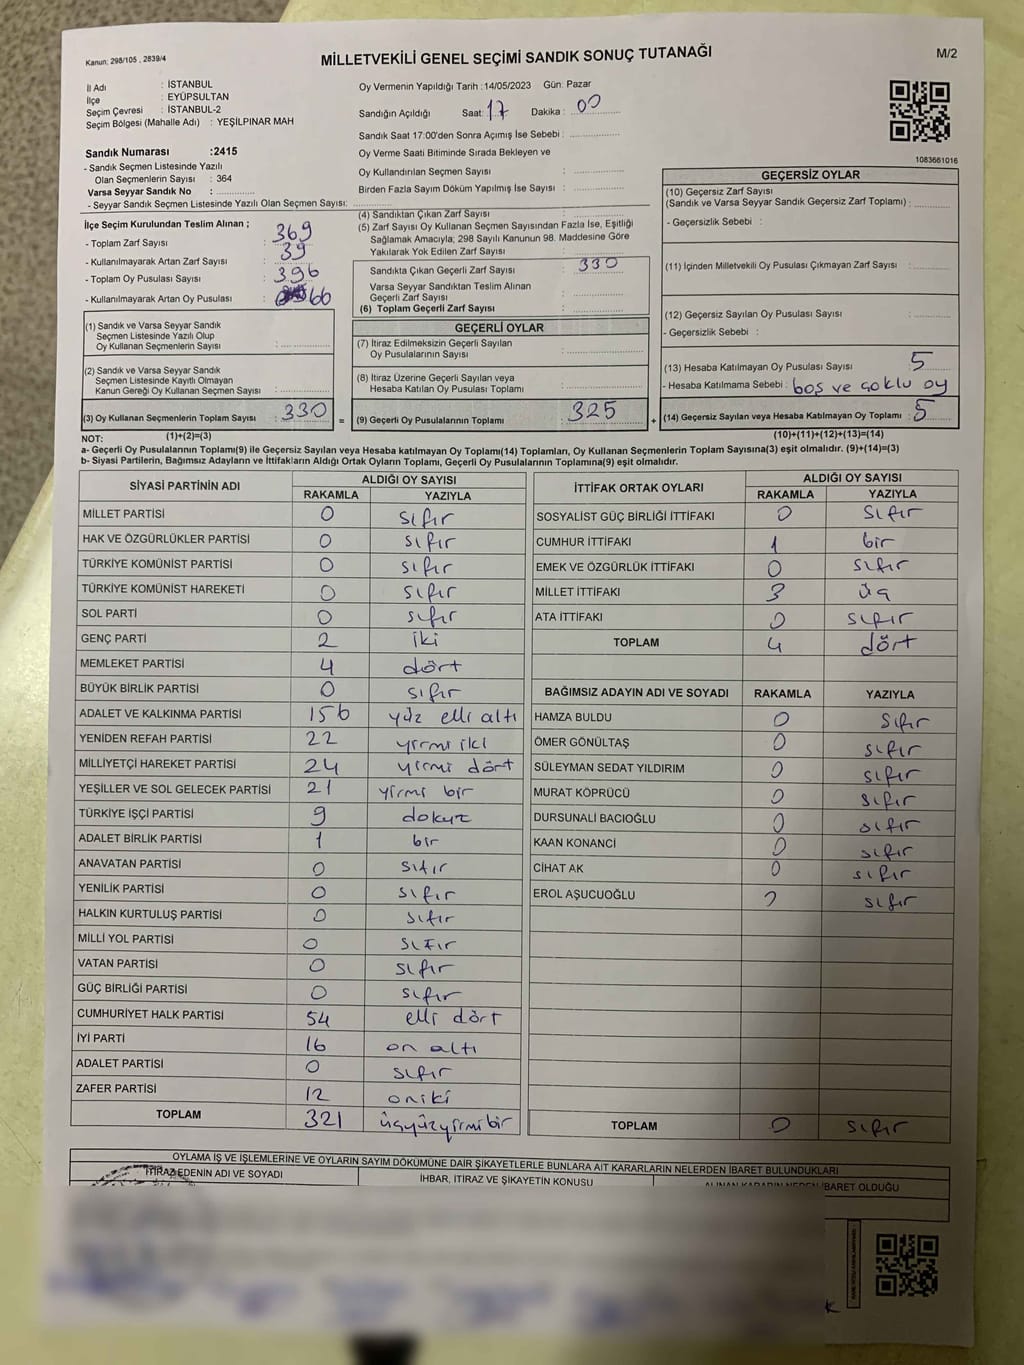 Kanun: 298/105 , 2839/4
MİLLETVEKİLİ GENEL SEÇİMİ SANDIK SONUÇ TUTANAĞI
M/2
İl Adı : İSTANBUL
İlçe : EYÜPSULTAN
Seçim Çevresi : İSTANBUL-2
Seçim Bölgesi (Mahalle Adı) : YEŞİLPINAR MAH
Sandık Numarası :2415
- Sandık Seçmen Listesinde Yazılı
Olan Seçmenlerin Sayısı : 364
Varsa Seyyar Sandık No :
- Seyyar Sandık Seçmen Listesinde Yazılı Olan Seçmen Sayısı:
Oy Vermenin Yapıldığı Tarih :14/05/2023 Gün: Pazar
Sandığın Açıldığı Saat: 17 Dakika : 00
Sandık Saat 17:00'den Sonra Açımış İse Sebebi :
Oy Verme Saati Bitiminde Sırada Bekleyen ve
Oy Kullandırılan Seçmen Sayısı :
Birden Fazla Sayım Döküm Yapılmış İse Sayısı :
1083661016
İlçe Seçim Kurulundan Teslim Alınan ;
- Toplam Zarf Sayısı : 369
- Kullanılmayarak Artan Zarf Sayısı : 39
- Toplam Oy Pusulası Sayısı : 396
- Kullanılmayarak Artan Oy Pusulası : 66
(1) Sandık ve Varsa Seyyar Sandık
Seçmen Listesinde Yazılı Olup
Oy Kullanan Seçmenlerin Sayısı :
(2) Sandık ve Varsa Seyyar Sandık
Seçmen Listesinde Kayıtlı Olmayan
Kanun Gereği Oy Kullanan Seçmen Sayısı :
(3) Oy Kullanan Seçmenlerin Toplam Sayısı : 330 =
(1)+(2)=(3)
(4) Sandıktan Çıkan Zarf Sayısı :
(5) Zarf Sayısı Oy Kullanan Seçmen Sayısından Fazla İse, Eşitliği
Sağlamak Amacıyla; 298 Sayılı Kanunun 98. Maddesine Göre
Yakılarak Yok Edilen Zarf Sayısı :
Sandıkta Çıkan Geçerli Zarf Sayısı : 330
Varsa Seyyar Sandıktan Teslim Alınan
Geçerli Zarf Sayısı :
(6) Toplam Geçerli Zarf Sayısı :
GEÇERLİ OYLAR
(7) İtiraz Edilmeksizin Geçerli Sayılan
Oy Pusulalarının Sayısı :
(8) İtiraz Üzerine Geçerli Sayılan veya
Hesaba Katılan Oy Pusulası Toplamı :
(9) Geçerli Oy Pusulalarının Toplamı : 325 +
GEÇERSİZ OYLAR
(10) Geçersiz Zarf Sayısı
(Sandık ve Varsa Seyyar Sandık Geçersiz Zarf Toplamı) :
- Geçersizlik Sebebi :
(11) İçinden Milletvekili Oy Pusulası Çıkmayan Zarf Sayısı :
(12) Geçersiz Sayılan Oy Pusulası Sayısı :
- Geçersizlik Sebebi :
(13) Hesaba Katılmayan Oy Pusulası Sayısı : 5
- Hesaba Katılmama Sebebi : boş ve çoklu oy
(14) Geçersiz Sayılan veya Hesaba Katılmayan Oy Toplamı : 5
(10)+(11)+(12)+(13)=(14)
NOT:
a- Geçerli Oy Pusulalarının Toplamı(9) ile Geçersiz Sayılan veya Hesaba katılmayan Oy Toplamı(14) Toplamları, Oy Kullanan Seçmenlerin Toplam Sayısına(3) eşit olmalıdır. (9)+(14)=(3)
b- Siyasi Partilerin, Bağımsız Adayların ve İttifakların Aldığı Ortak Oyların Toplamı, Geçerli Oy Pusulalarının Toplamına(9) eşit olmalıdır.
SİYASİ PARTİNİN ADI ALDIĞI OY SAYISI
RAKAMLA YAZIYLA
MİLLET PARTİSİ 0 sıfır
HAK VE ÖZGÜRLÜKLER PARTİSİ 0 sıfır
TÜRKİYE KOMÜNİST PARTİSİ 0 sıfır
TÜRKİYE KOMÜNİST HAREKETİ 0 sıfır
SOL PARTİ 0 sıfır
GENÇ PARTİ 2 iki
MEMLEKET PARTİSİ 4 dört
BÜYÜK BİRLİK PARTİSİ 0 sıfır
ADALET VE KALKINMA PARTİSİ 156 yüz elli altı
YENİDEN REFAH PARTİSİ 22 yirmi iki
MİLLİYETÇİ HAREKET PARTİSİ 24 yirmi dört
YEŞİLLER VE SOL GELECEK PARTİSİ 21 yirmi bir
TÜRKİYE İŞÇİ PARTİSİ 9 dokuz
ADALET BİRLİK PARTİSİ 1 bir
ANAVATAN PARTİSİ 0 sıfır
YENİLİK PARTİSİ 0 sıfır
HALKIN KURTULUŞ PARTİSİ 0 sıfır
MİLLİ YOL PARTİSİ 0 sıfır
VATAN PARTİSİ 0 sıfır
GÜÇ BİRLİĞİ PARTİSİ 0 sıfır
CUMHURİYET HALK PARTİSİ 54 elli dört
İYİ PARTİ 16 on altı
ADALET PARTİSİ 0 sıfır
ZAFER PARTİSİ 12 oniki
TOPLAM 321 üçyüzyirmi bir
İTTİFAK ORTAK OYLARI ALDIĞI OY SAYISI
RAKAMLA YAZIYLA
SOSYALİST GÜÇ BİRLİĞİ İTTİFAKI 0 sıfır
CUMHUR İTTİFAKI 1 bir
EMEK VE ÖZGÜRLÜK İTTİFAKI 0 sıfır
MİLLET İTTİFAKI 3 üç
ATA İTTİFAKI 0 sıfır
TOPLAM 4 dört
BAĞIMSIZ ADAYIN ADI VE SOYADI RAKAMLA YAZIYLA
HAMZA BULDU 0 sıfır
ÖMER GÖNÜLTAŞ 0 sıfır
SÜLEYMAN SEDAT YILDIRIM 0 sıfır
MURAT KÖPRÜCÜ 0 sıfır
DURSUNALİ BACIOĞLU 0 sıfır
KAAN KONANCİ 0 sıfır
CİHAT AK 0 sıfır
EROL AŞUCUOĞLU 0 sıfır
TOPLAM 0 sıfır
OYLAMA İŞ VE İŞLEMLERİNE VE OYLARIN SAYIM DÖKÜMÜNE DAİR ŞİKAYETLERLE BUNLARA AİT KARARLARIN NELERDEN İBARET BULUNDUKLARI
İTİRAZ EDENİN ADI VE SOYADI
İHBAR, İTİRAZ VE ŞİKAYETİN KONUSU
ALINAN KARARIN NEDEN İBARET OLDUĞU